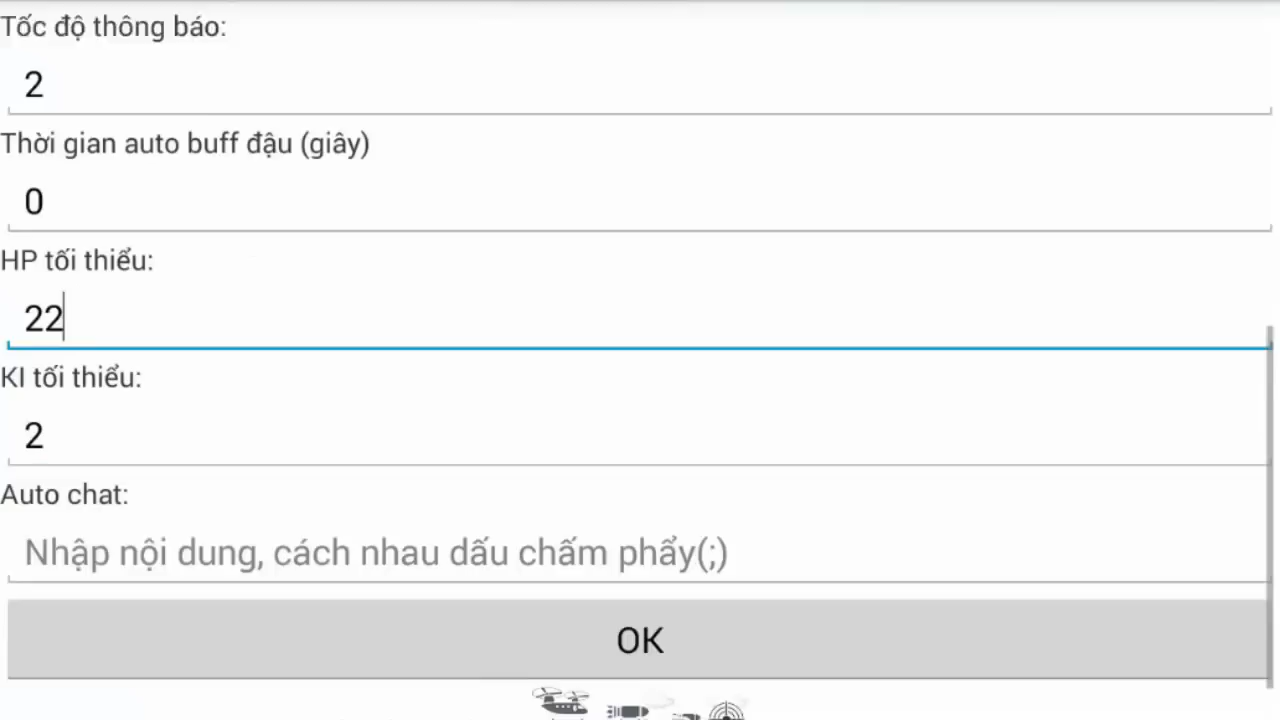 Tốc độ thông báo:
2
Thời gian auto buff đậu (giây)
0
HP tối thiểu:
22
KI tối thiểu:
2
Auto chat:
Nhập nội dung, cách nhau dấu chấm phẩy(;)
OK